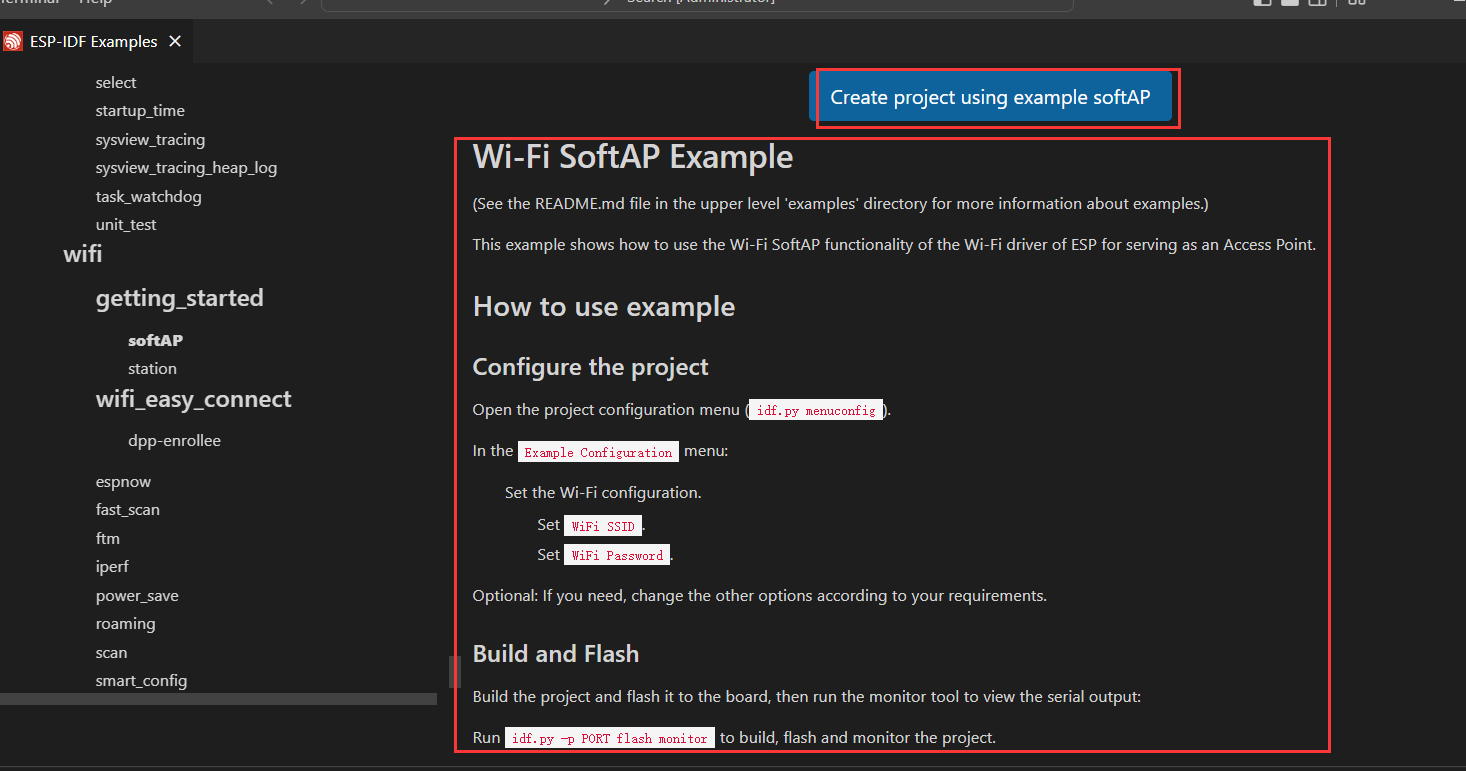 Terminal Help
Search [Administrator]
ESP-IDF Examples
select
startup_time
sysview_tracing
sysview_tracing_heap_log
task_watchdog
unit_test
wifi
getting_started
softAP
station
wifi_easy_connect
dpp-enrollee
espnow
fast_scan
ftm
iperf
power_save
roaming
scan
smart_config
Create project using example softAP
Wi-Fi SoftAP Example
(See the README.md file in the upper level 'examples' directory for more information about examples.)
This example shows how to use the Wi-Fi SoftAP functionality of the Wi-Fi driver of ESP for serving as an Access Point.
How to use example
Configure the project
Open the project configuration menu (idf.py menuconfig).
In the Example Configuration menu:
Set the Wi-Fi configuration.
Set WiFi SSID.
Set WiFi Password.
Optional: If you need, change the other options according to your requirements.
Build and Flash
Build the project and flash it to the board, then run the monitor tool to view the serial output:
Run idf.py -p PORT flash monitor to build, flash and monitor the project.